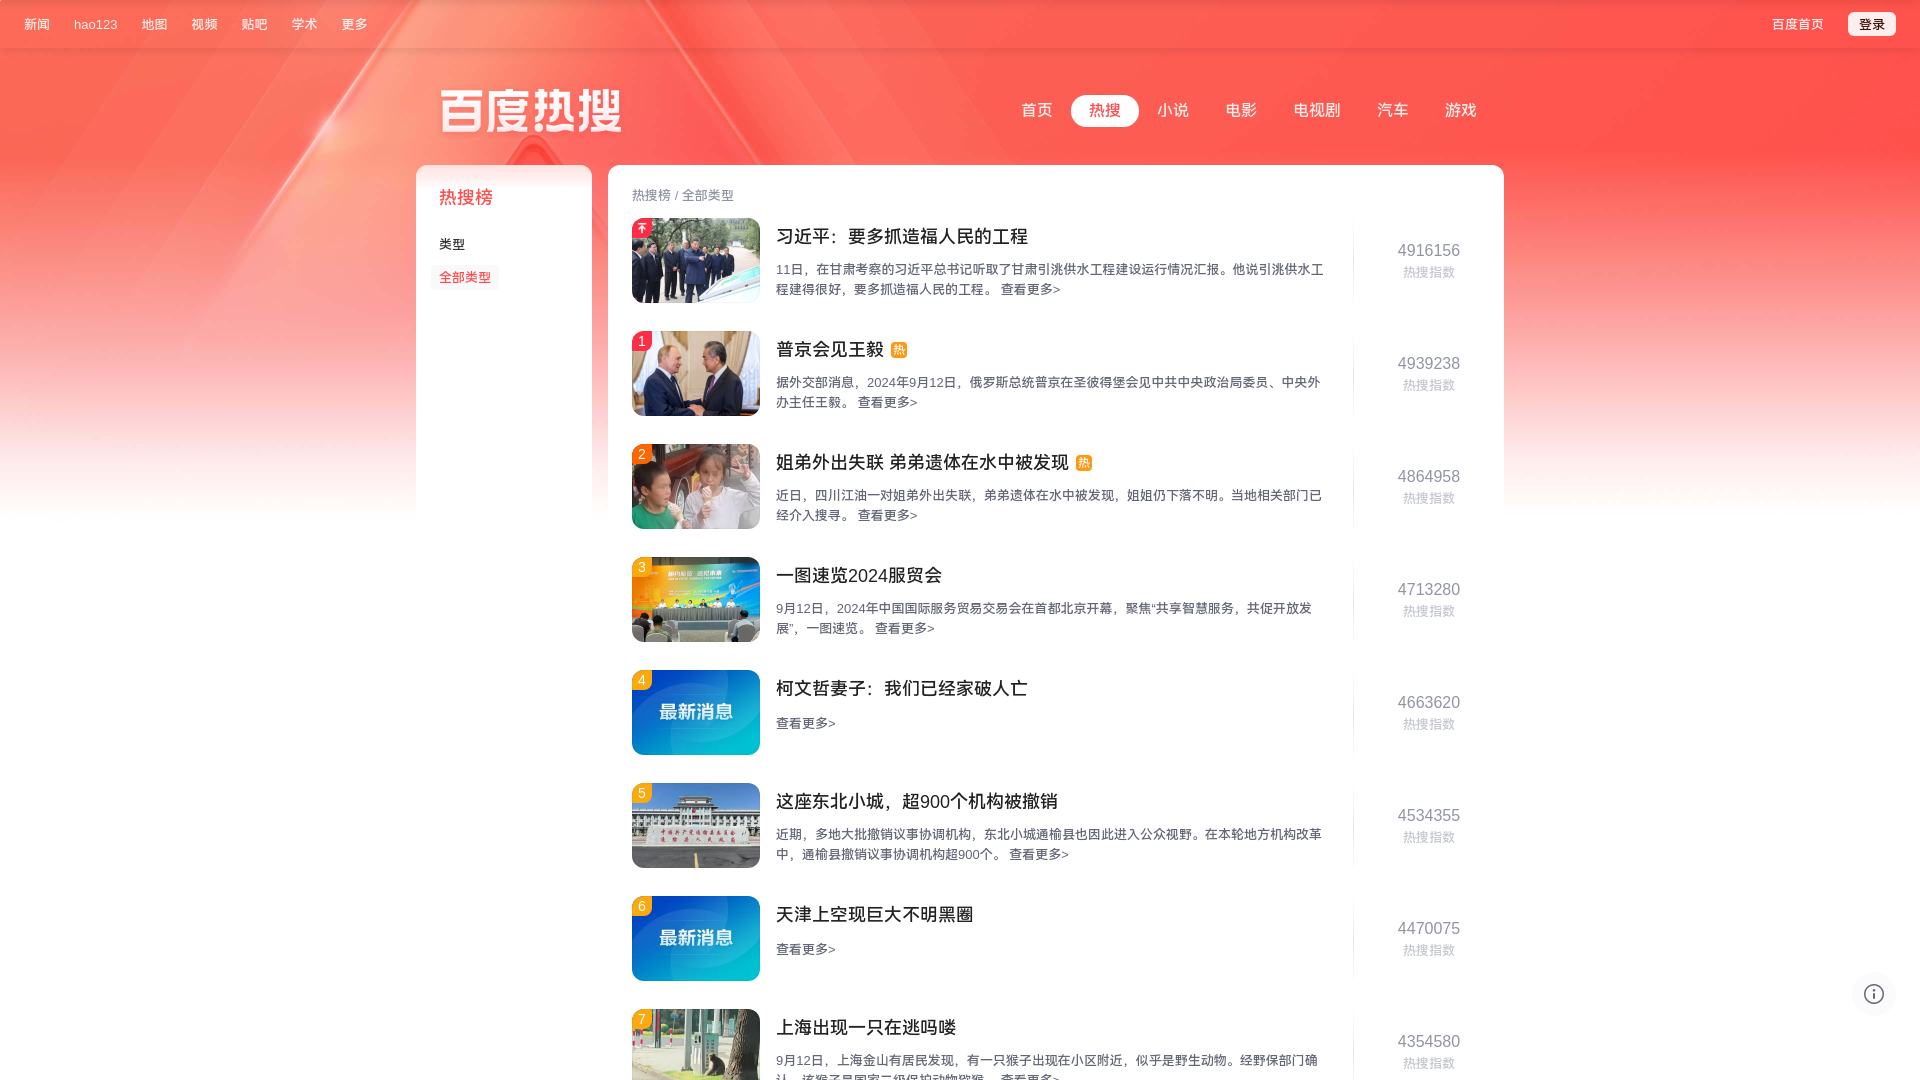 新闻 hao123 地图 视频 贴吧 学术 更多 百度首页 登录
百度热搜
首页 热搜 小说 电影 电视剧 汽车 游戏
热搜榜
类型
全部类型
热搜榜 / 全部类型
习近平：要多抓造福人民的工程
11日，在甘肃考察的习近平总书记听取了甘肃引洮供水工程建设运行情况汇报。他说引洮供水工
程建得很好，要多抓造福人民的工程。 查看更多>
4916156
热搜指数
1
普京会见王毅 热
据外交部消息，2024年9月12日，俄罗斯总统普京在圣彼得堡会见中共中央政治局委员、中央外
办主任王毅。 查看更多>
4939238
热搜指数
2
姐弟外出失联 弟弟遗体在水中被发现 热
近日，四川江油一对姐弟外出失联，弟弟遗体在水中被发现，姐姐仍下落不明。当地相关部门已
经介入搜寻。 查看更多>
4864958
热搜指数
3
一图速览2024服贸会
9月12日，2024年中国国际服务贸易交易会在首都北京开幕，聚焦“共享智慧服务，共促开放发
展”，一图速览。 查看更多>
4713280
热搜指数
4
最新消息
柯文哲妻子：我们已经家破人亡
查看更多>
4663620
热搜指数
5
这座东北小城，超900个机构被撤销
近期，多地大批撤销议事协调机构，东北小城通榆县也因此进入公众视野。在本轮地方机构改革
中，通榆县撤销议事协调机构超900个。 查看更多>
4534355
热搜指数
6
最新消息
天津上空现巨大不明黑圈
查看更多>
4470075
热搜指数
7
上海出现一只在逃吗喽
9月12日，上海金山有居民发现，有一只猴子出现在小区附近，似乎是野生动物。经野保部门确
认，该猴子是国家二级保护动物猕猴。 查看更多>
4354580
热搜指数